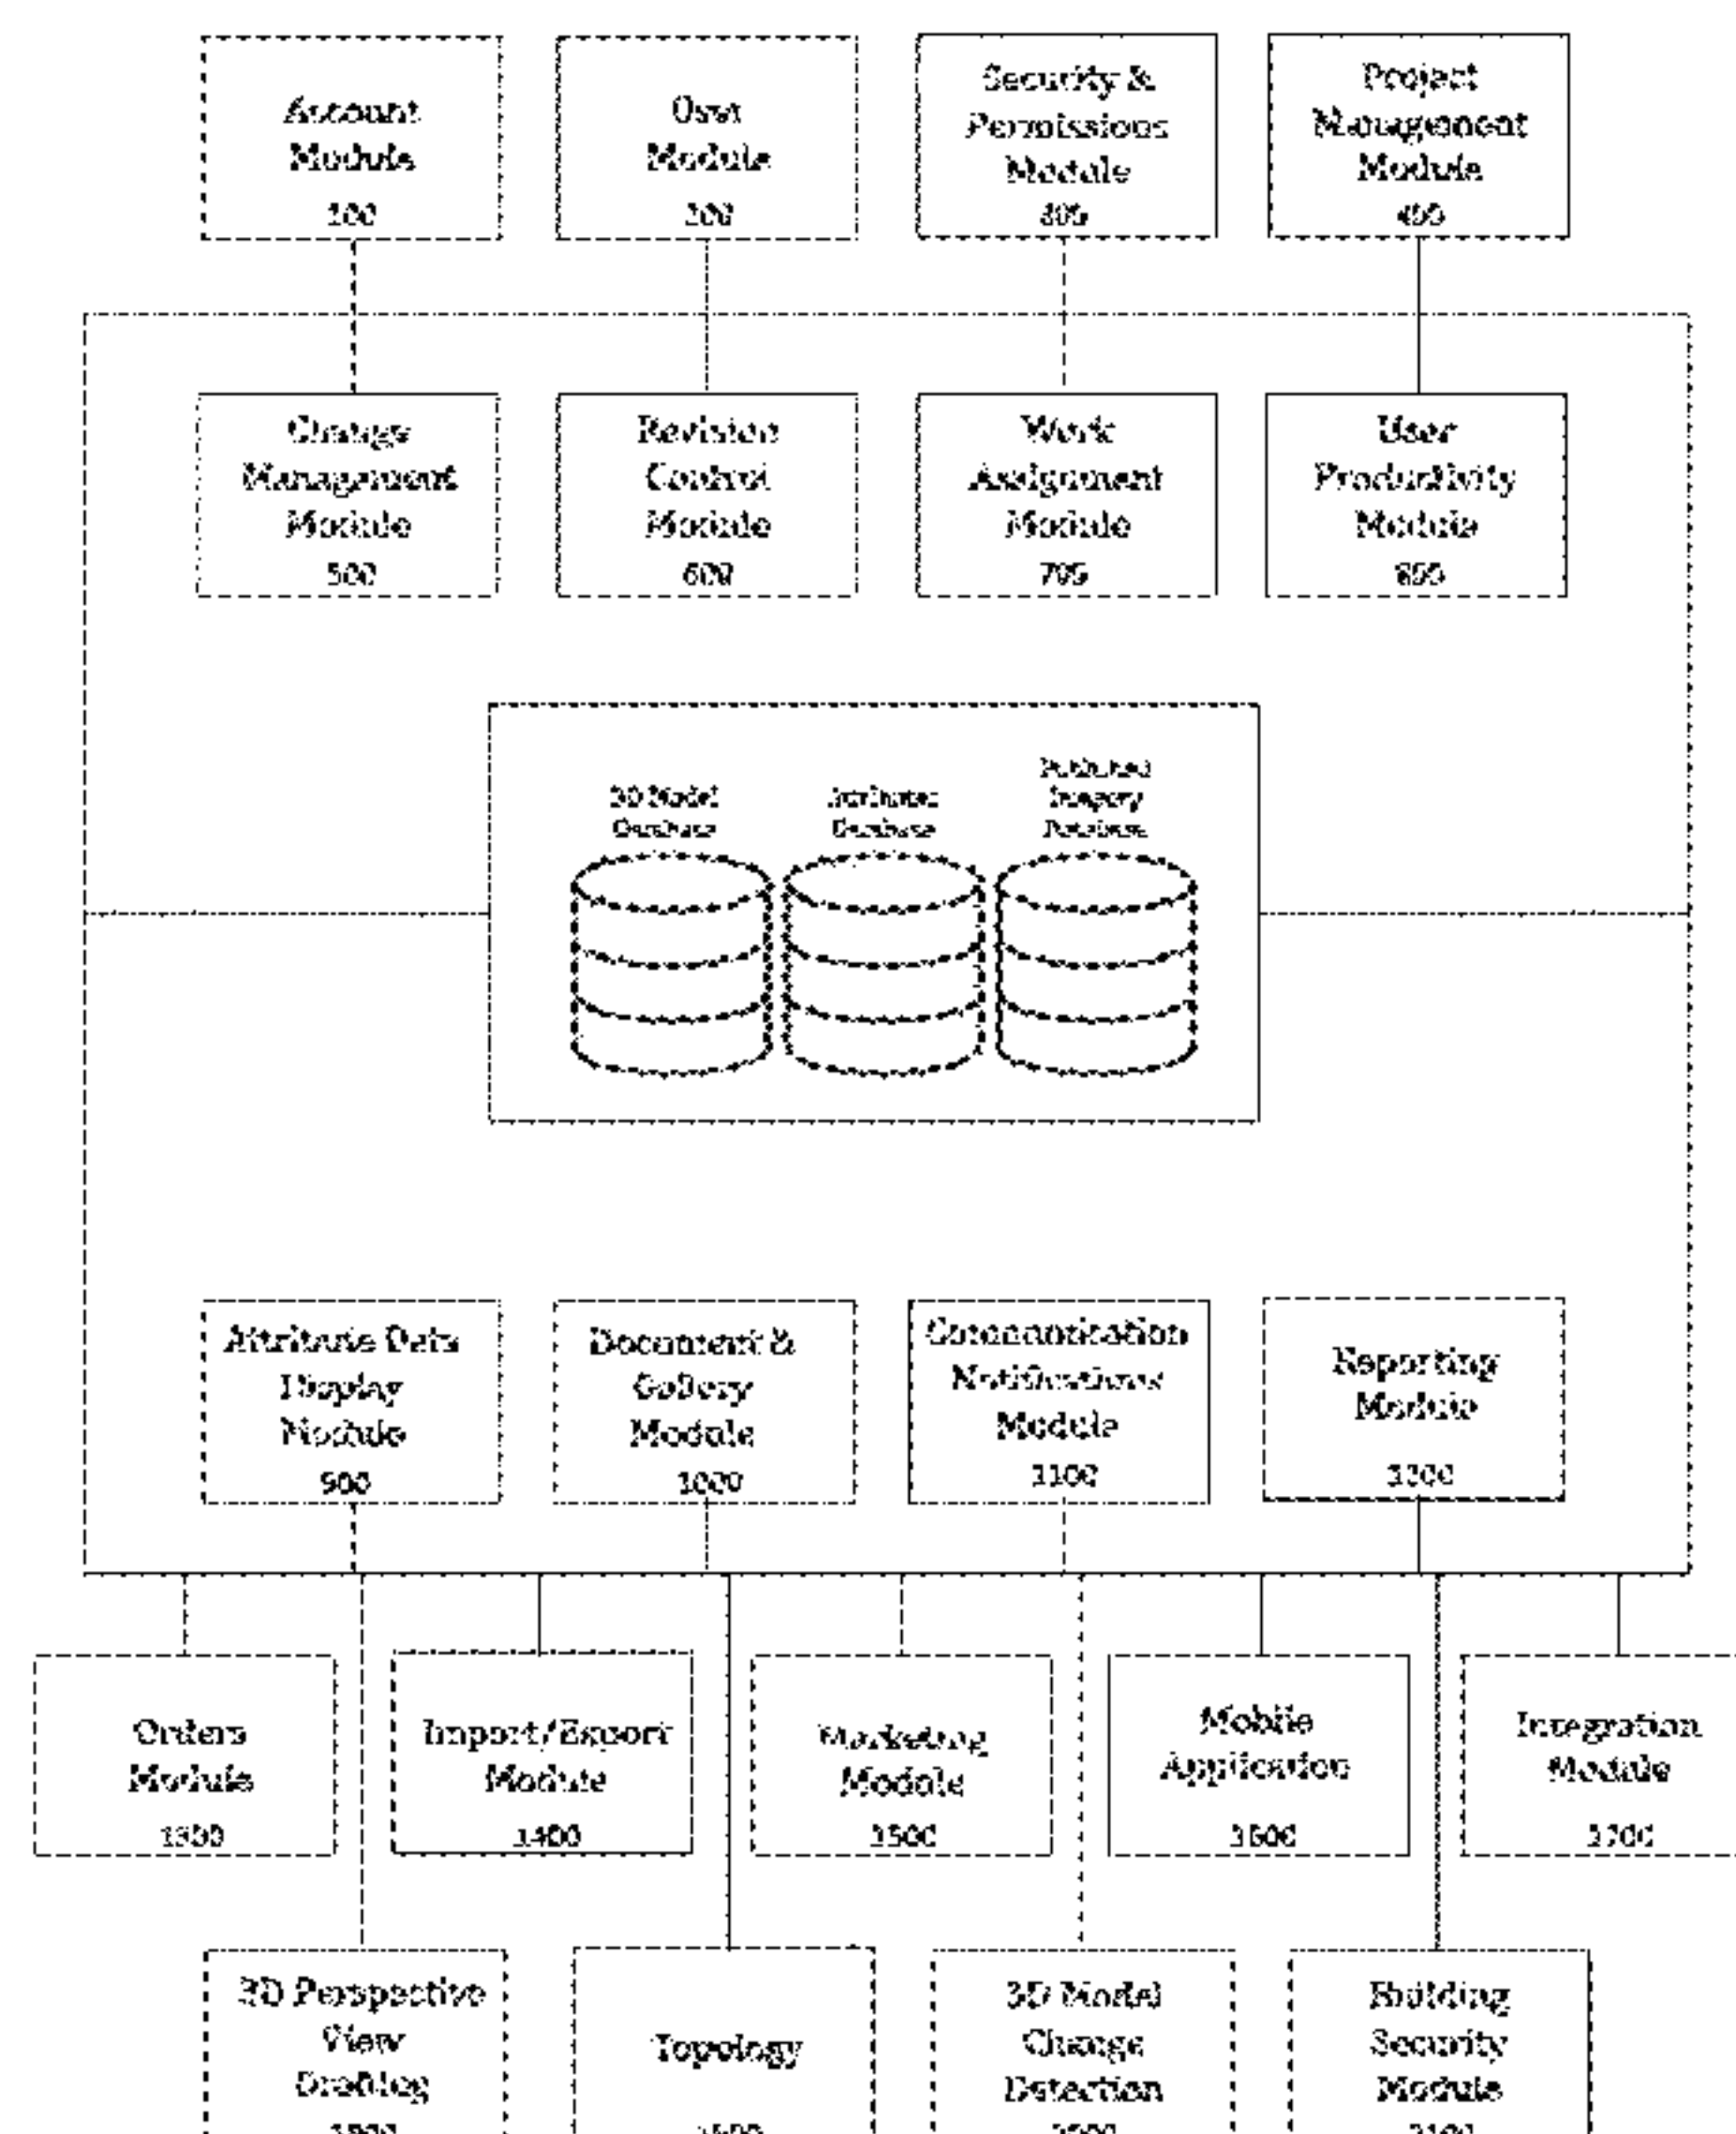 Account
Module
100
User
Module
200
Security &
Permissions
Module
300
Project
Management
Module
400
Change
Management
Module
500
Revision
Control
Module
600
Work
Assignment
Module
700
User
Productivity
Module
800
3D Model
Database
Attributes
Database
Published
Imagery
Database
Attribute Data
Display
Module
900
Document &
Gallery
Module
1000
Communication
Notifications
Module
1100
Reporting
Module
1200
Orders
Module
1300
Import/Export
Module
1400
Marketing
Module
1500
Mobile
Application
1600
Integration
Module
1700
Perspective
View
Drafting
Topology
3D Model
Change
Detection
Building
Security
Module
2100